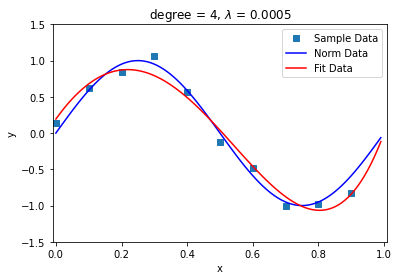 degree = 4, λ = 0.0005
Sample Data
Norm Data
Fit Data
1.5
1.0
0.5
0.0
−0.5
−1.0
−1.5
y
0.0 0.2 0.4 0.6 0.8 1.0
x